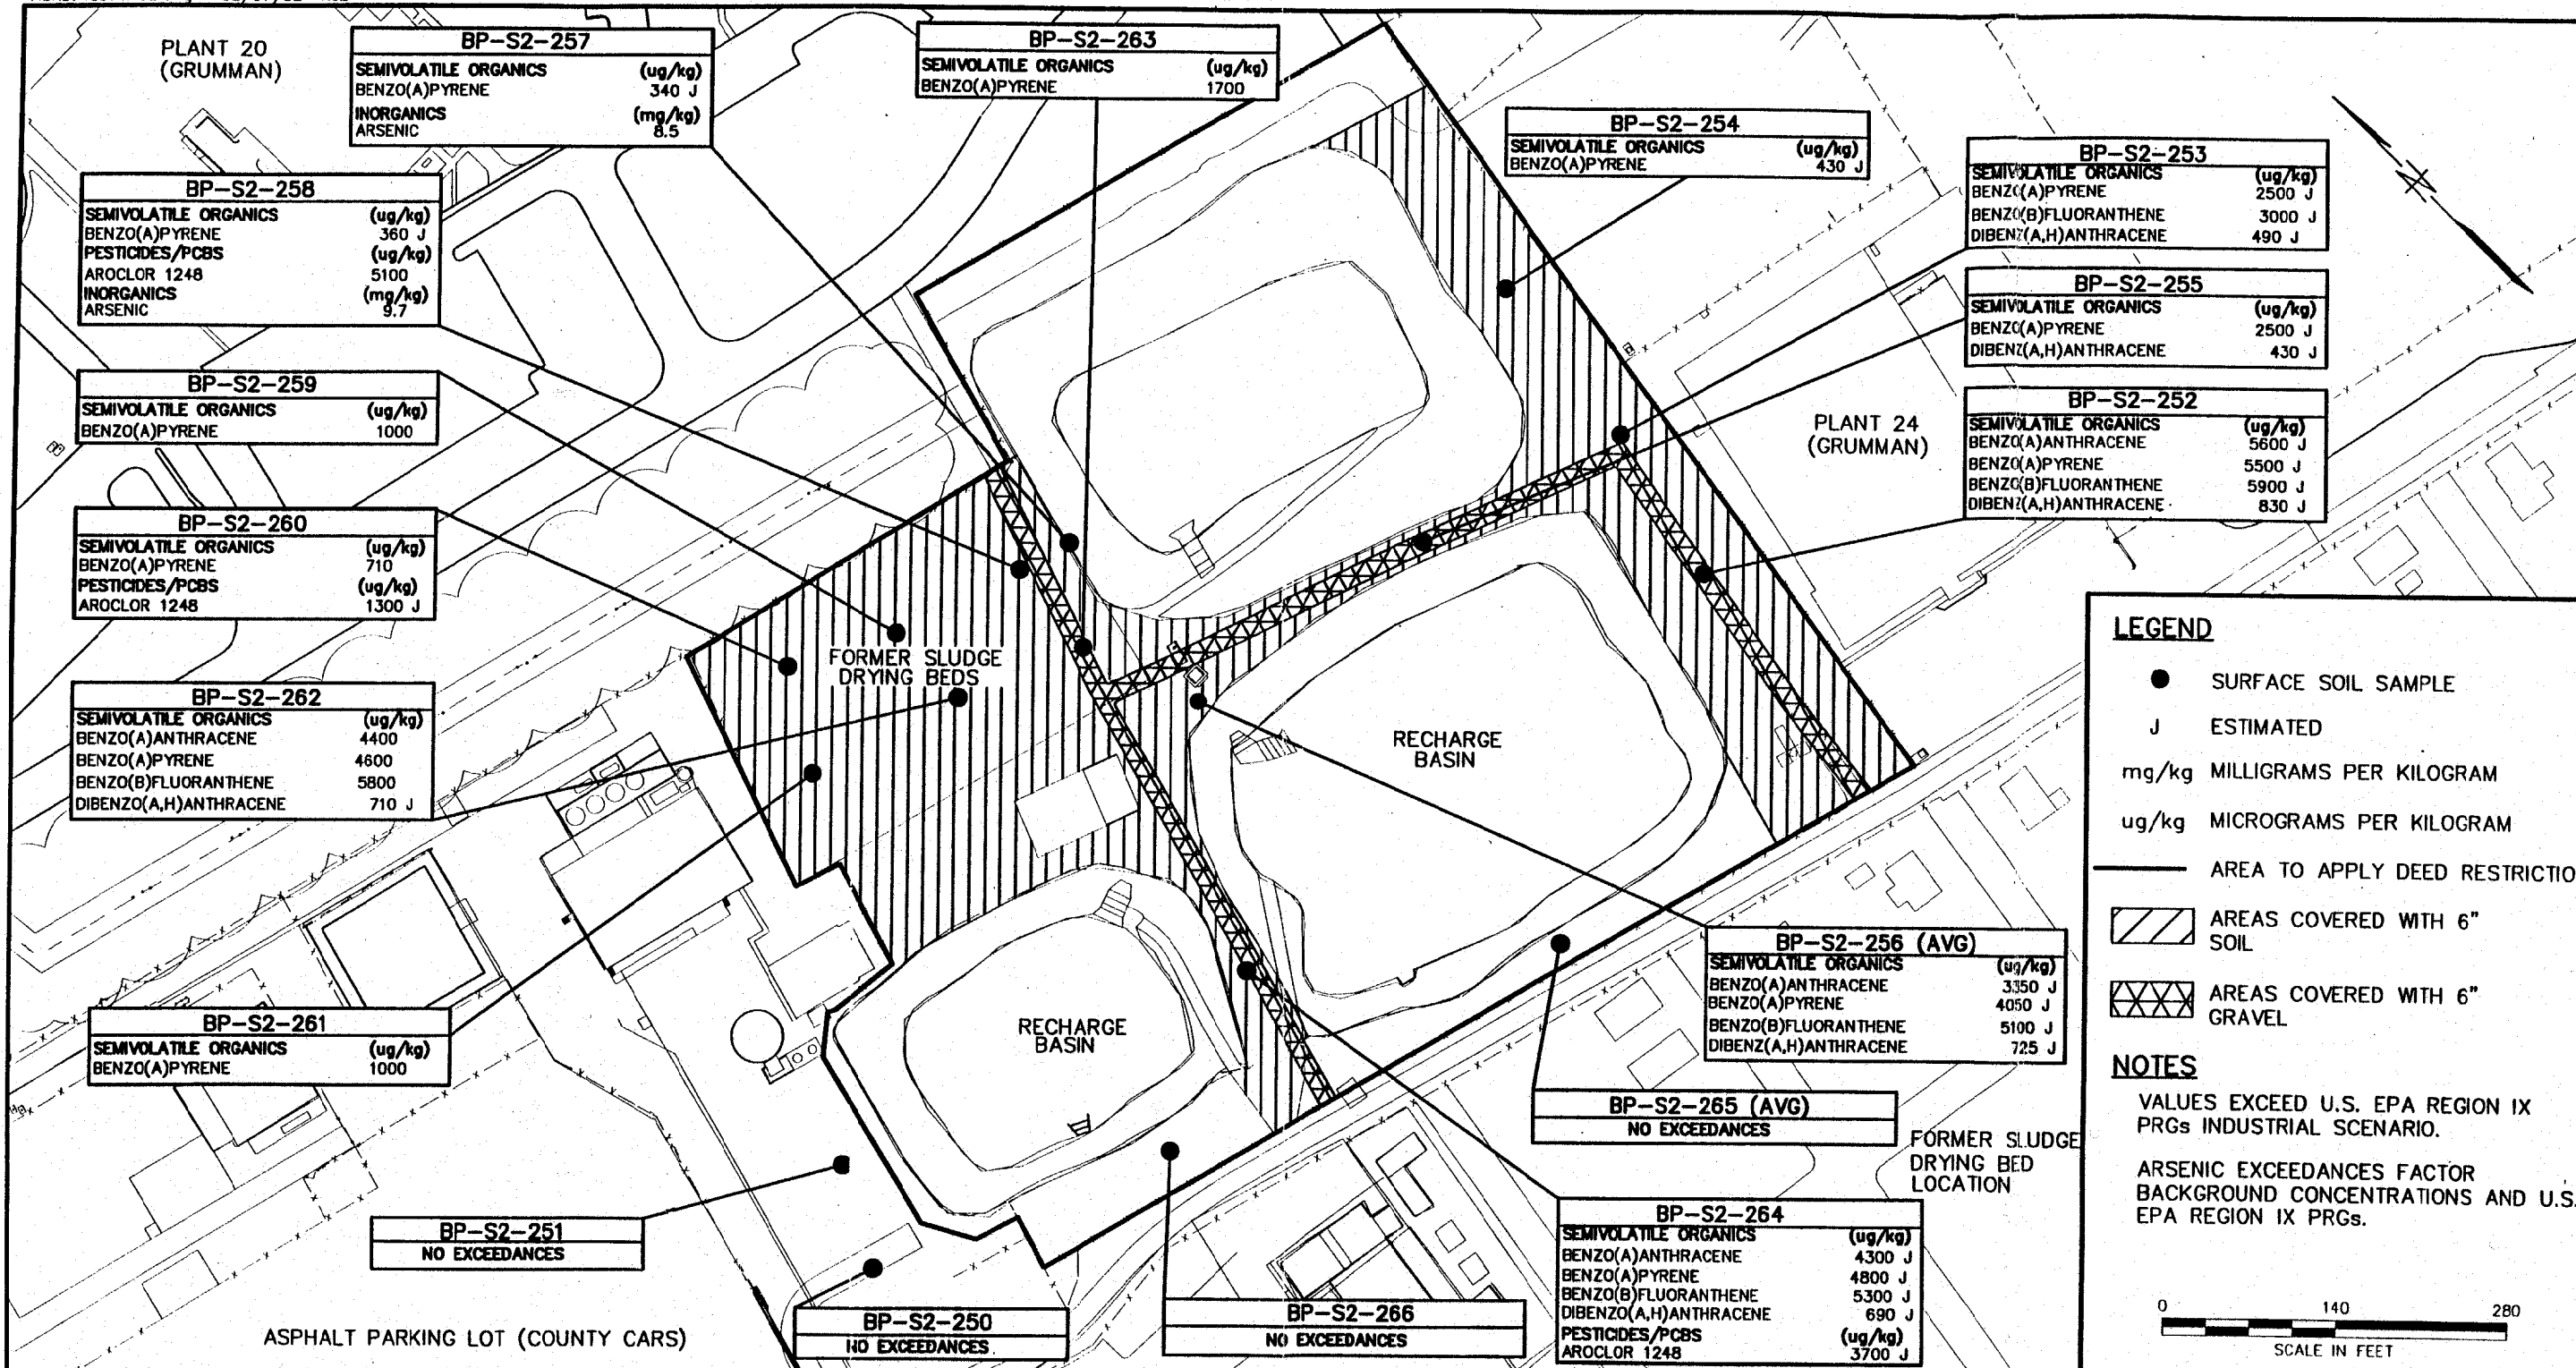 PLANT 20
(GRUMMAN)
BP-S2-257
SEMIVOLATILE ORGANICS (ug/kg)
BENZO(A)PYRENE 340 J
INORGANICS (mg/kg)
ARSENIC 8.5
BP-S2-263
SEMIVOLATILE ORGANICS (ug/kg)
BENZO(A)PYRENE 1700
BP-S2-254
SEMIVOLATILE ORGANICS (ug/kg)
BENZO(A)PYRENE 430 J
BP-S2-253
SEMIVOLATILE ORGANICS (ug/kg)
BENZ(A)PYRENE 2500 J
BENZ(B)FLUORANTHENE 3000 J
DIBENZ(A,H)ANTHRACENE 490 J
BP-S2-258
SEMIVOLATILE ORGANICS (ug/kg)
BENZO(A)PYRENE 360 J
PESTICIDES/PCBS (ug/kg)
AROCLOR 1248 5100
INORGANICS (mg/kg)
ARSENIC 9.7
BP-S2-255
SEMIVOLATILE ORGANICS (ug/kg)
BENZO(A)PYRENE 2500 J
DIBENZ(A,H)ANTHRACENE 430 J
BP-S2-259
SEMIVOLATILE ORGANICS (ug/kg)
BENZO(A)PYRENE 1000
PLANT 24
(GRUMMAN)
BP-S2-252
SEMIVOLATILE ORGANICS (ug/kg)
BENZO(A)ANTHRACENE 5600 J
BENZO(A)PYRENE 5500 J
BENZO(B)FLUORANTHENE 5900 J
DIBENZ(A,H)ANTHRACENE 830 J
BP-S2-260
SEMIVOLATILE ORGANICS (ug/kg)
BENZO(A)PYRENE 710
PESTICIDES/PCBS (ug/kg)
AROCLOR 1248 1300 J
FORMER SLUDGE
DRYING BEDS
BP-S2-262
SEMIVOLATILE ORGANICS (ug/kg)
BENZO(A)ANTHRACENE 4400
BENZO(A)PYRENE 4600
BENZO(B)FLUORANTHENE 5800
DIBENZO(A,H)ANTHRACENE 710 J
RECHARGE
BASIN
BP-S2-261
SEMIVOLATILE ORGANICS (ug/kg)
BENZO(A)PYRENE 1000
RECHARGE
BASIN
BP-S2-256 (AVG)
SEMIVOLATILE ORGANICS (ug/kg)
BENZO(A)ANTHRACENE 3350 J
BENZO(A)PYRENE 4050 J
BENZO(B)FLUORANTHENE 5100 J
DIBENZ(A,H)ANTHRACENE 725 J
BP-S2-265 (AVG)
NO EXCEEDANCES
FORMER SLUDGE
DRYING BED
LOCATION
BP-S2-251
NO EXCEEDANCES
BP-S2-264
SEMIVOLATILE ORGANICS (ug/kg)
BENZO(A)ANTHRACENE 4300 J
BENZO(A)PYRENE 4800 J
BENZO(B)FLUORANTHENE 5300 J
DIBENZO(A,H)ANTHRACENE 690 J
PESTICIDES/PCBS (ug/kg)
AROCLOR 1248 3700 J
BP-S2-250
NO EXCEEDANCES
BP-S2-266
NO EXCEEDANCES
ASPHALT PARKING LOT (COUNTY CARS)
LEGEND
SURFACE SOIL SAMPLE
J ESTIMATED
mg/kg MILLIGRAMS PER KILOGRAM
ug/kg MICROGRAMS PER KILOGRAM
AREA TO APPLY DEED RESTRICTIO
AREAS COVERED WITH 6"
SOIL
AREAS COVERED WITH 6"
GRAVEL
NOTES
VALUES EXCEED U.S. EPA REGION IX
PRGs INDUSTRIAL SCENARIO.
ARSENIC EXCEEDANCES FACTOR
BACKGROUND CONCENTRATIONS AND U.S.
EPA REGION IX PRGs.
0 140 280
SCALE IN FEET